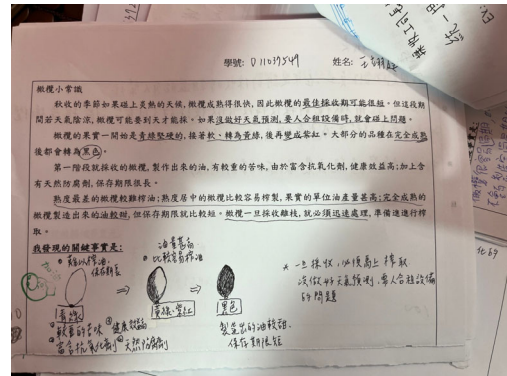 學號: D11039549 姓名:
橄欖小常識
秋收的季節如果碰上炎熱的天候,橄欖成熟得很快,因此橄欖的最佳採收期可能很短。但這段期
間若天氣陰涼,橄欖可能要到天才能採。如果沒做好天氣預測,要人合租設備時,就會碰上問題。
橄欖的果實一開始是青綠堅硬的,接著軟、轉為黃綠,後再變成紫紅。大部分的品種在完全成熟
後都會轉為黑色。
第一階段就採收的橄欖,製作出來的油,有較重的苦味,由於富含抗氧化劑,健康效益高;加上含
有天然防腐劑,保存期限很長。
熟度最差的橄欖較難榨油;熟度居中的橄欖比較容易榨,果實的單位油產量甚高;完全成熟的
橄欖製造出來的油較甜,但保存期限就比較短。橄欖一旦採收離枝,就必須迅速處理,準備進進行榨
取。
我發現的關鍵事實是:
難以榨油,
保存期長
油量甚高
比較容易榨油
青綠
⇒
黃綠、紫紅
⇒
黑色
較重的苦味 健康效益
富含抗氧化劑 天然防腐劑
製造出的油較甜,
保存期限短
* 一旦採收,必須馬上榨取
沒做好天氣預測,要人合租設備
的問題